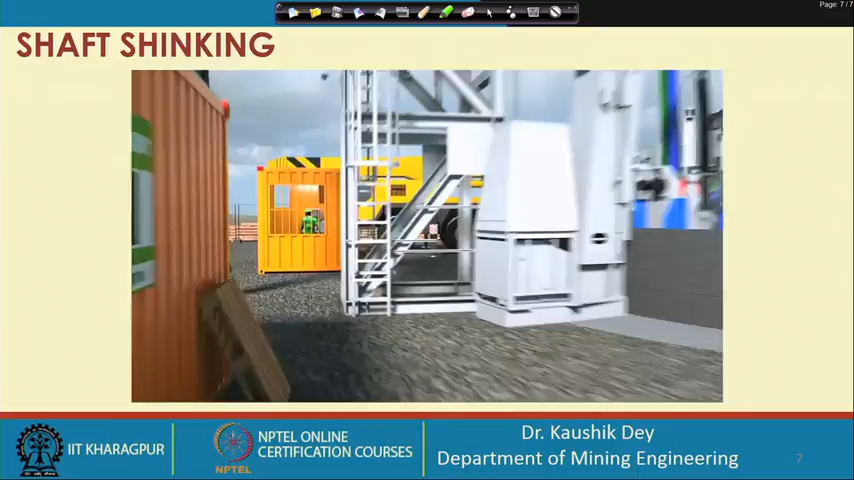 Page: 7 / 7
SHAFT SHINKING
IIT KHARAGPUR
NPTEL
NPTEL ONLINE
CERTIFICATION COURSES
Dr. Kaushik Dey
Department of Mining Engineering
7